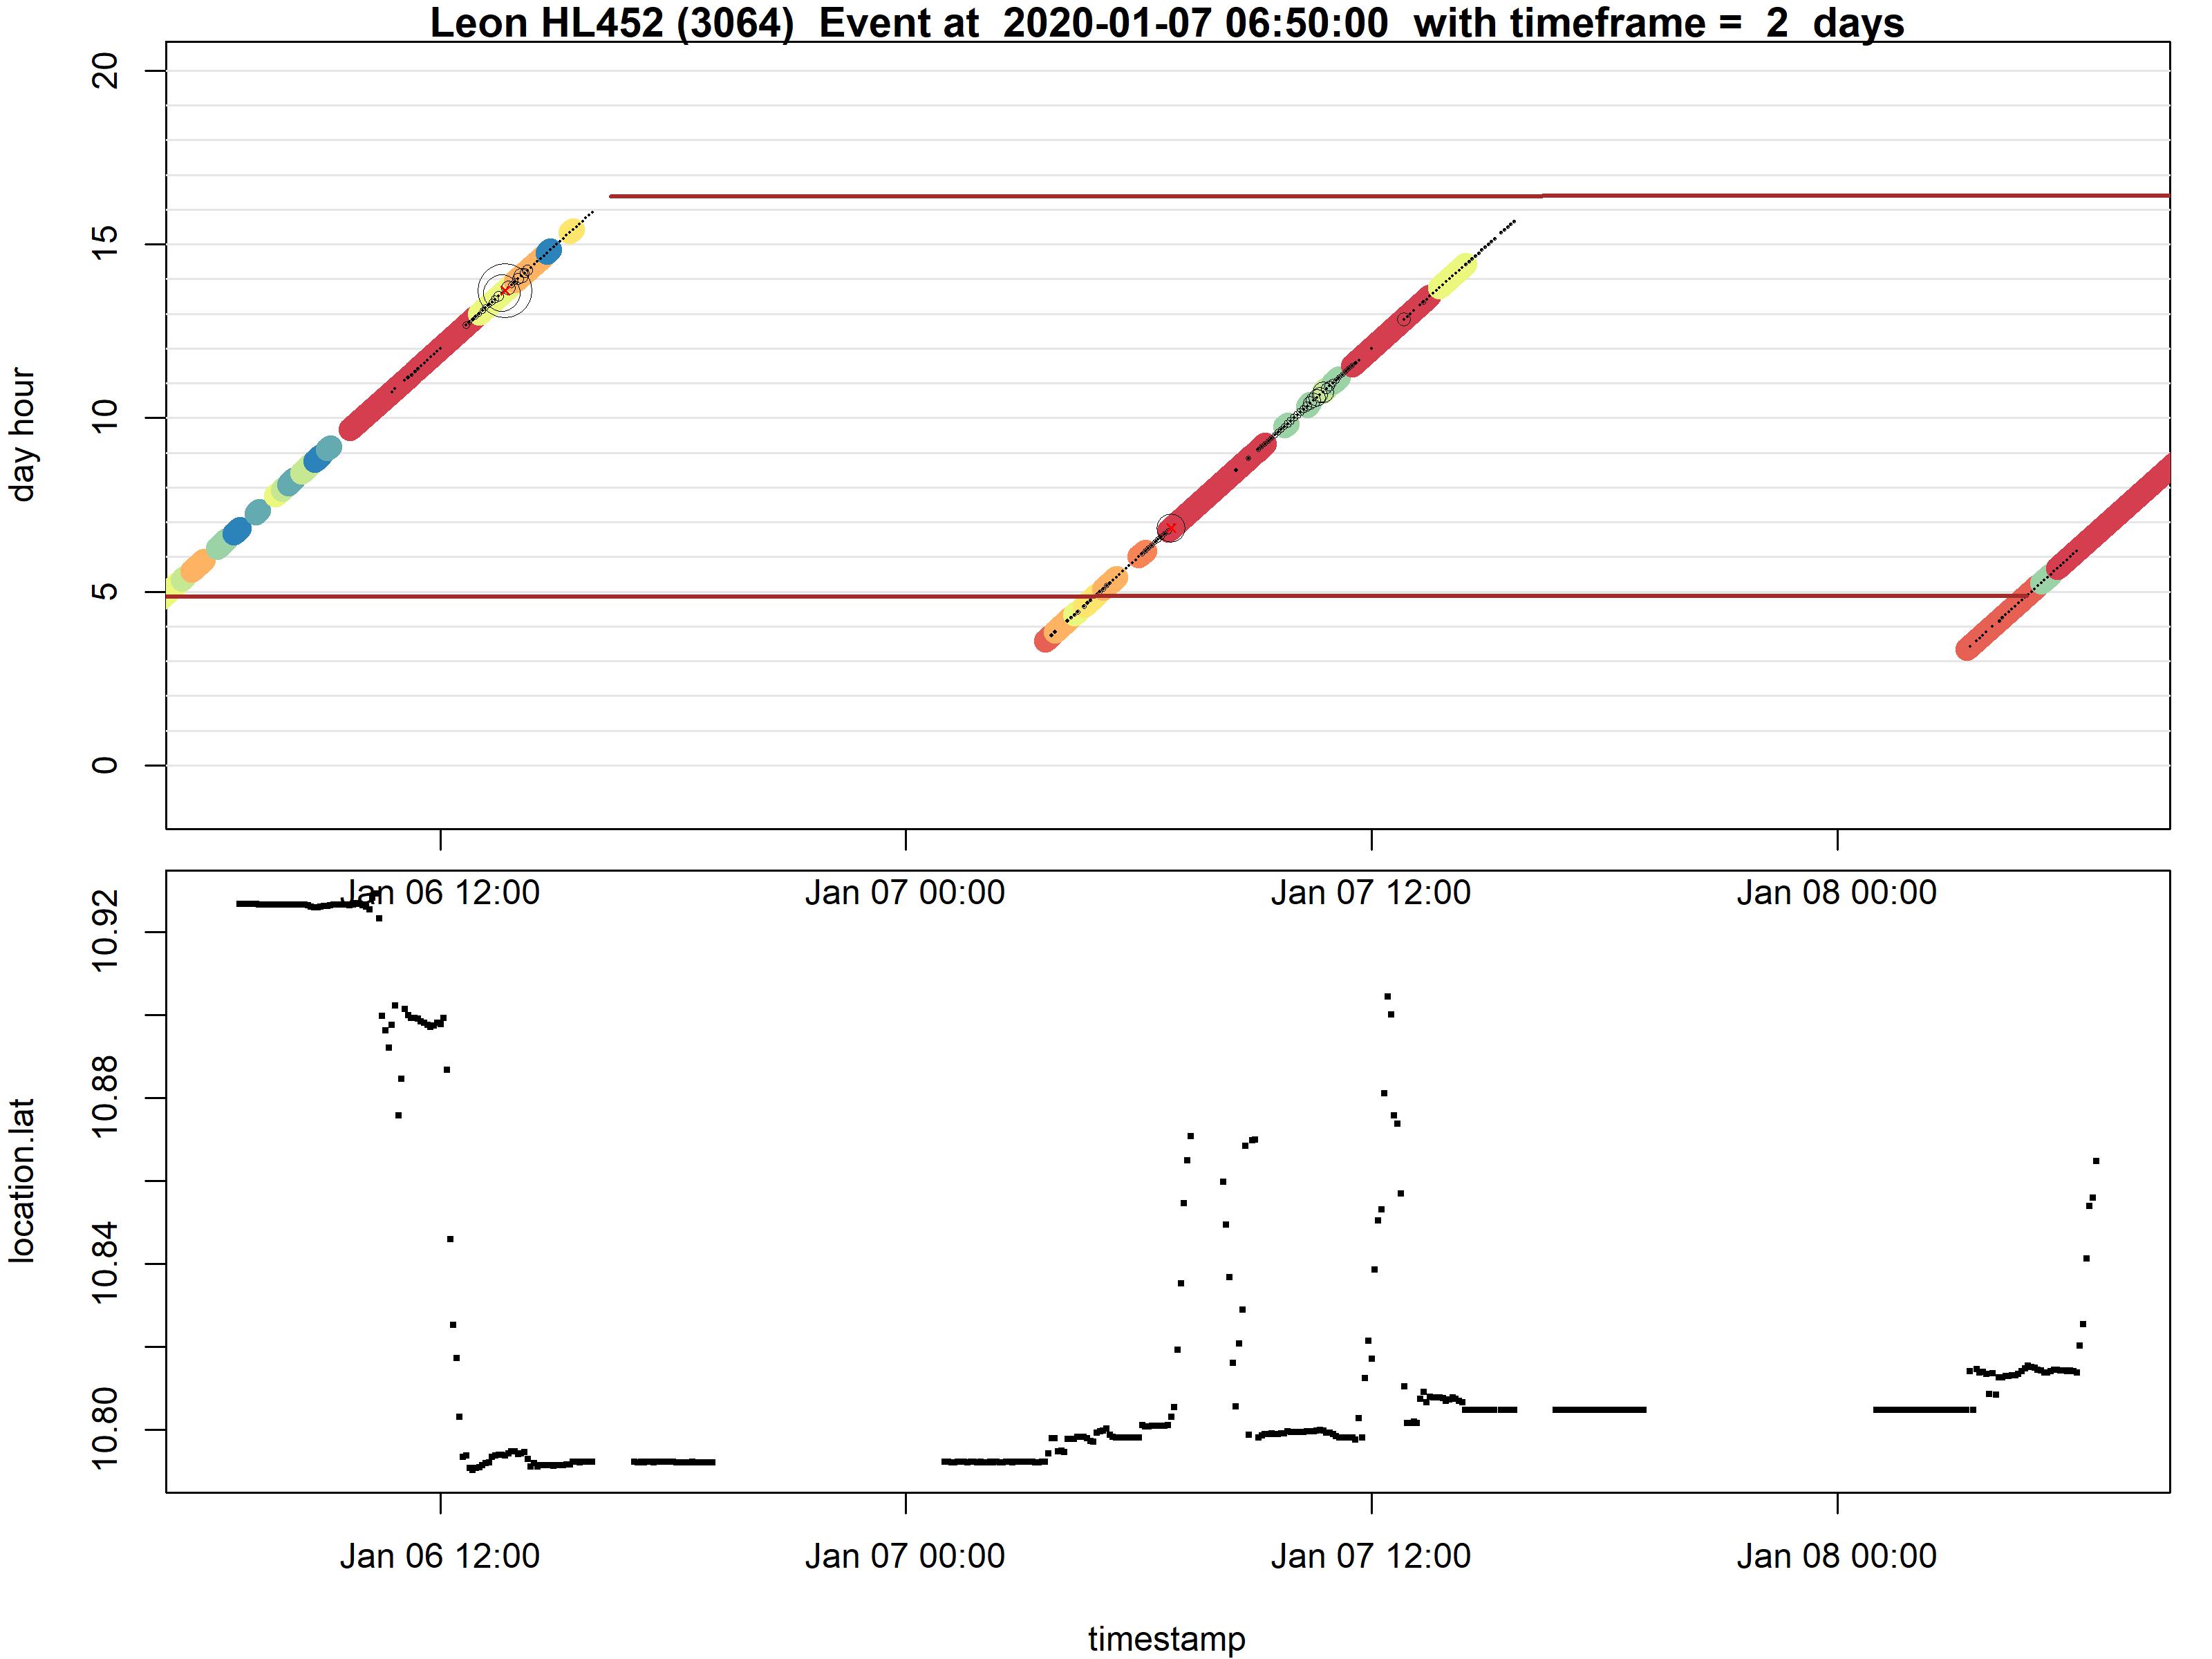 Leon HL452 (3064)  Event at  2020-01-07 06:50:00  with timeframe =  2  days
20
15
10
5
0
day hour
Jan 06 12:00
Jan 07 00:00
Jan 07 12:00
Jan 08 00:00
10.92
10.88
10.84
10.80
location.lat
Jan 06 12:00
Jan 07 00:00
Jan 07 12:00
Jan 08 00:00
timestamp